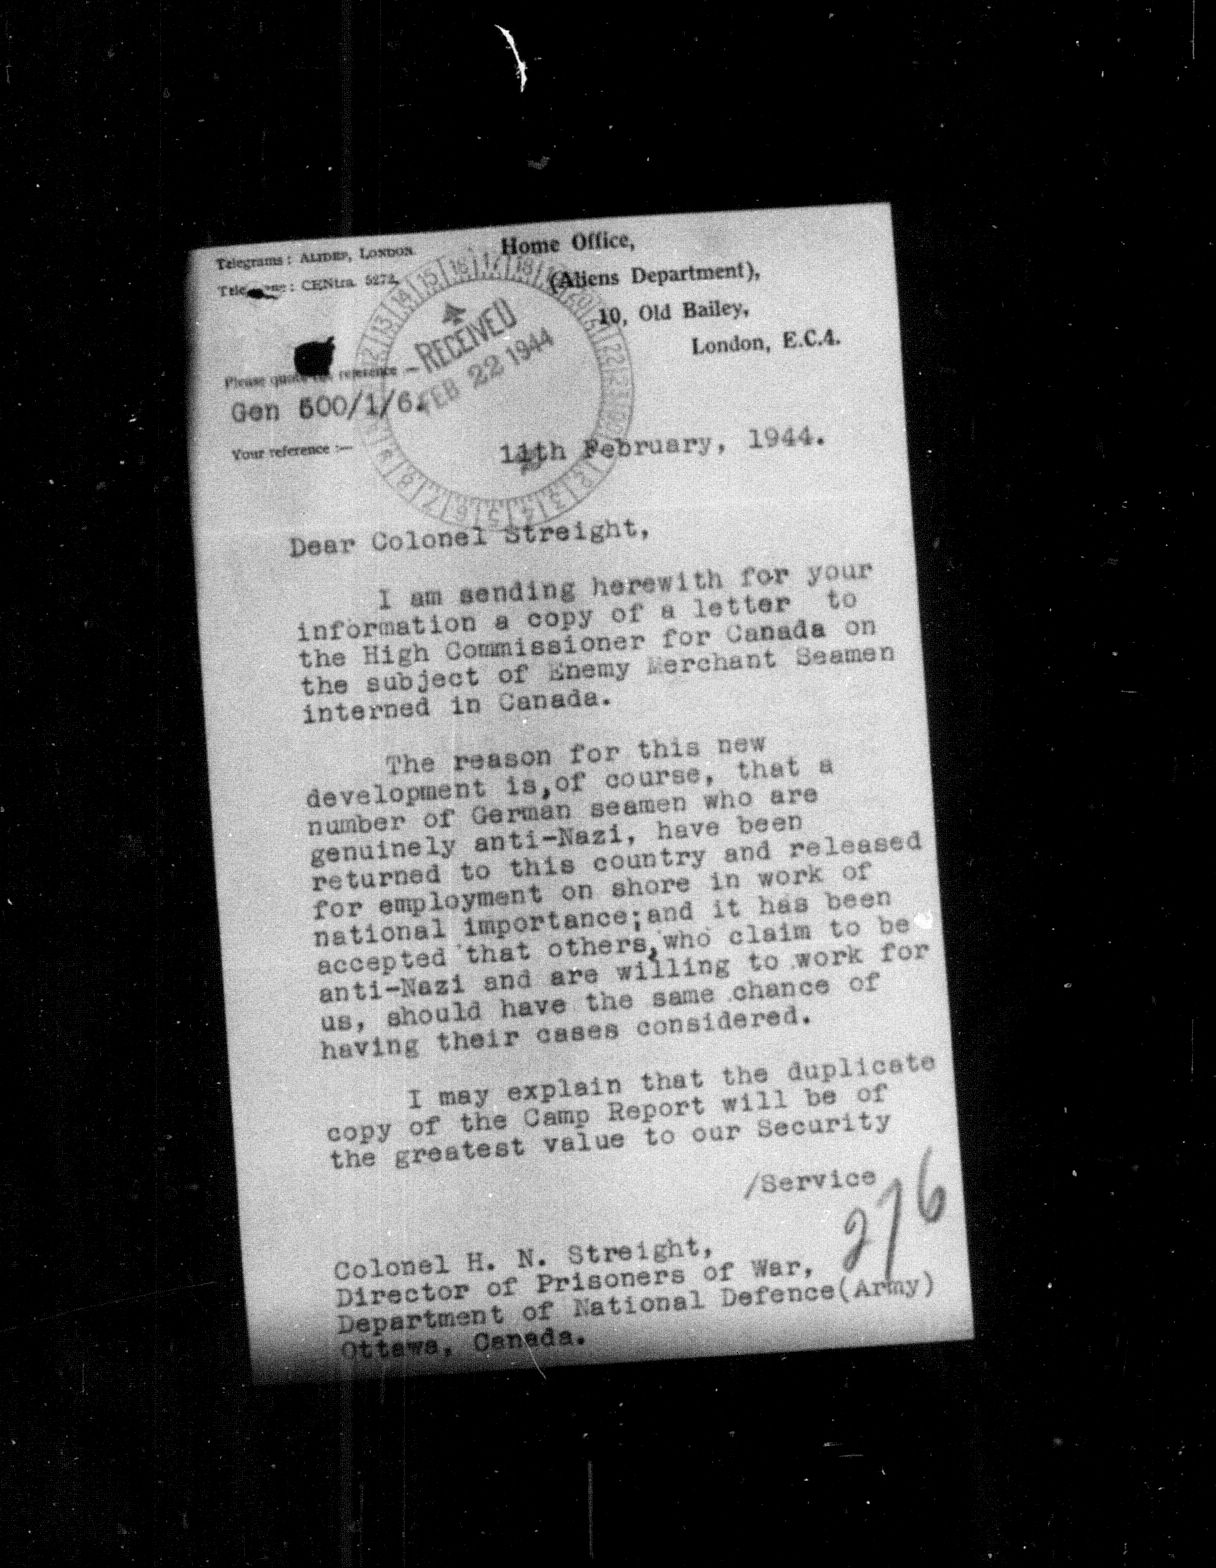 Telegrams: ALIDEP, LONDON
CENtral 5272.
Home Office,
(Aliens Department),
10, Old Bailey,
London, E.C.4.
RECEIVED
FEB 22 1944
Please quote the reference :—
Gen 600/1/6.
Your reference :—
11th February, 1944.
Dear Colonel Streight,
I am sending herewith for your
information a copy of a letter to
the High Commissioner for Canada on
the subject of Enemy Merchant Seamen
interned in Canada.
The reason for this new
development is, of course, that a
number of German seamen who are
genuinely anti-Nazi, have been
returned to this country and released
for employment on shore in work of
national importance; and it has been
accepted that others, who claim to be
anti-Nazi and are willing to work for
us, should have the same chance of
having their cases considered.
I may explain that the duplicate
copy of the Camp Report will be of
the greatest value to our Security
/Service
276
Colonel H. N. Streight,
Director of Prisoners of War,
Department of National Defence(Army)
Ottawa, Canada.